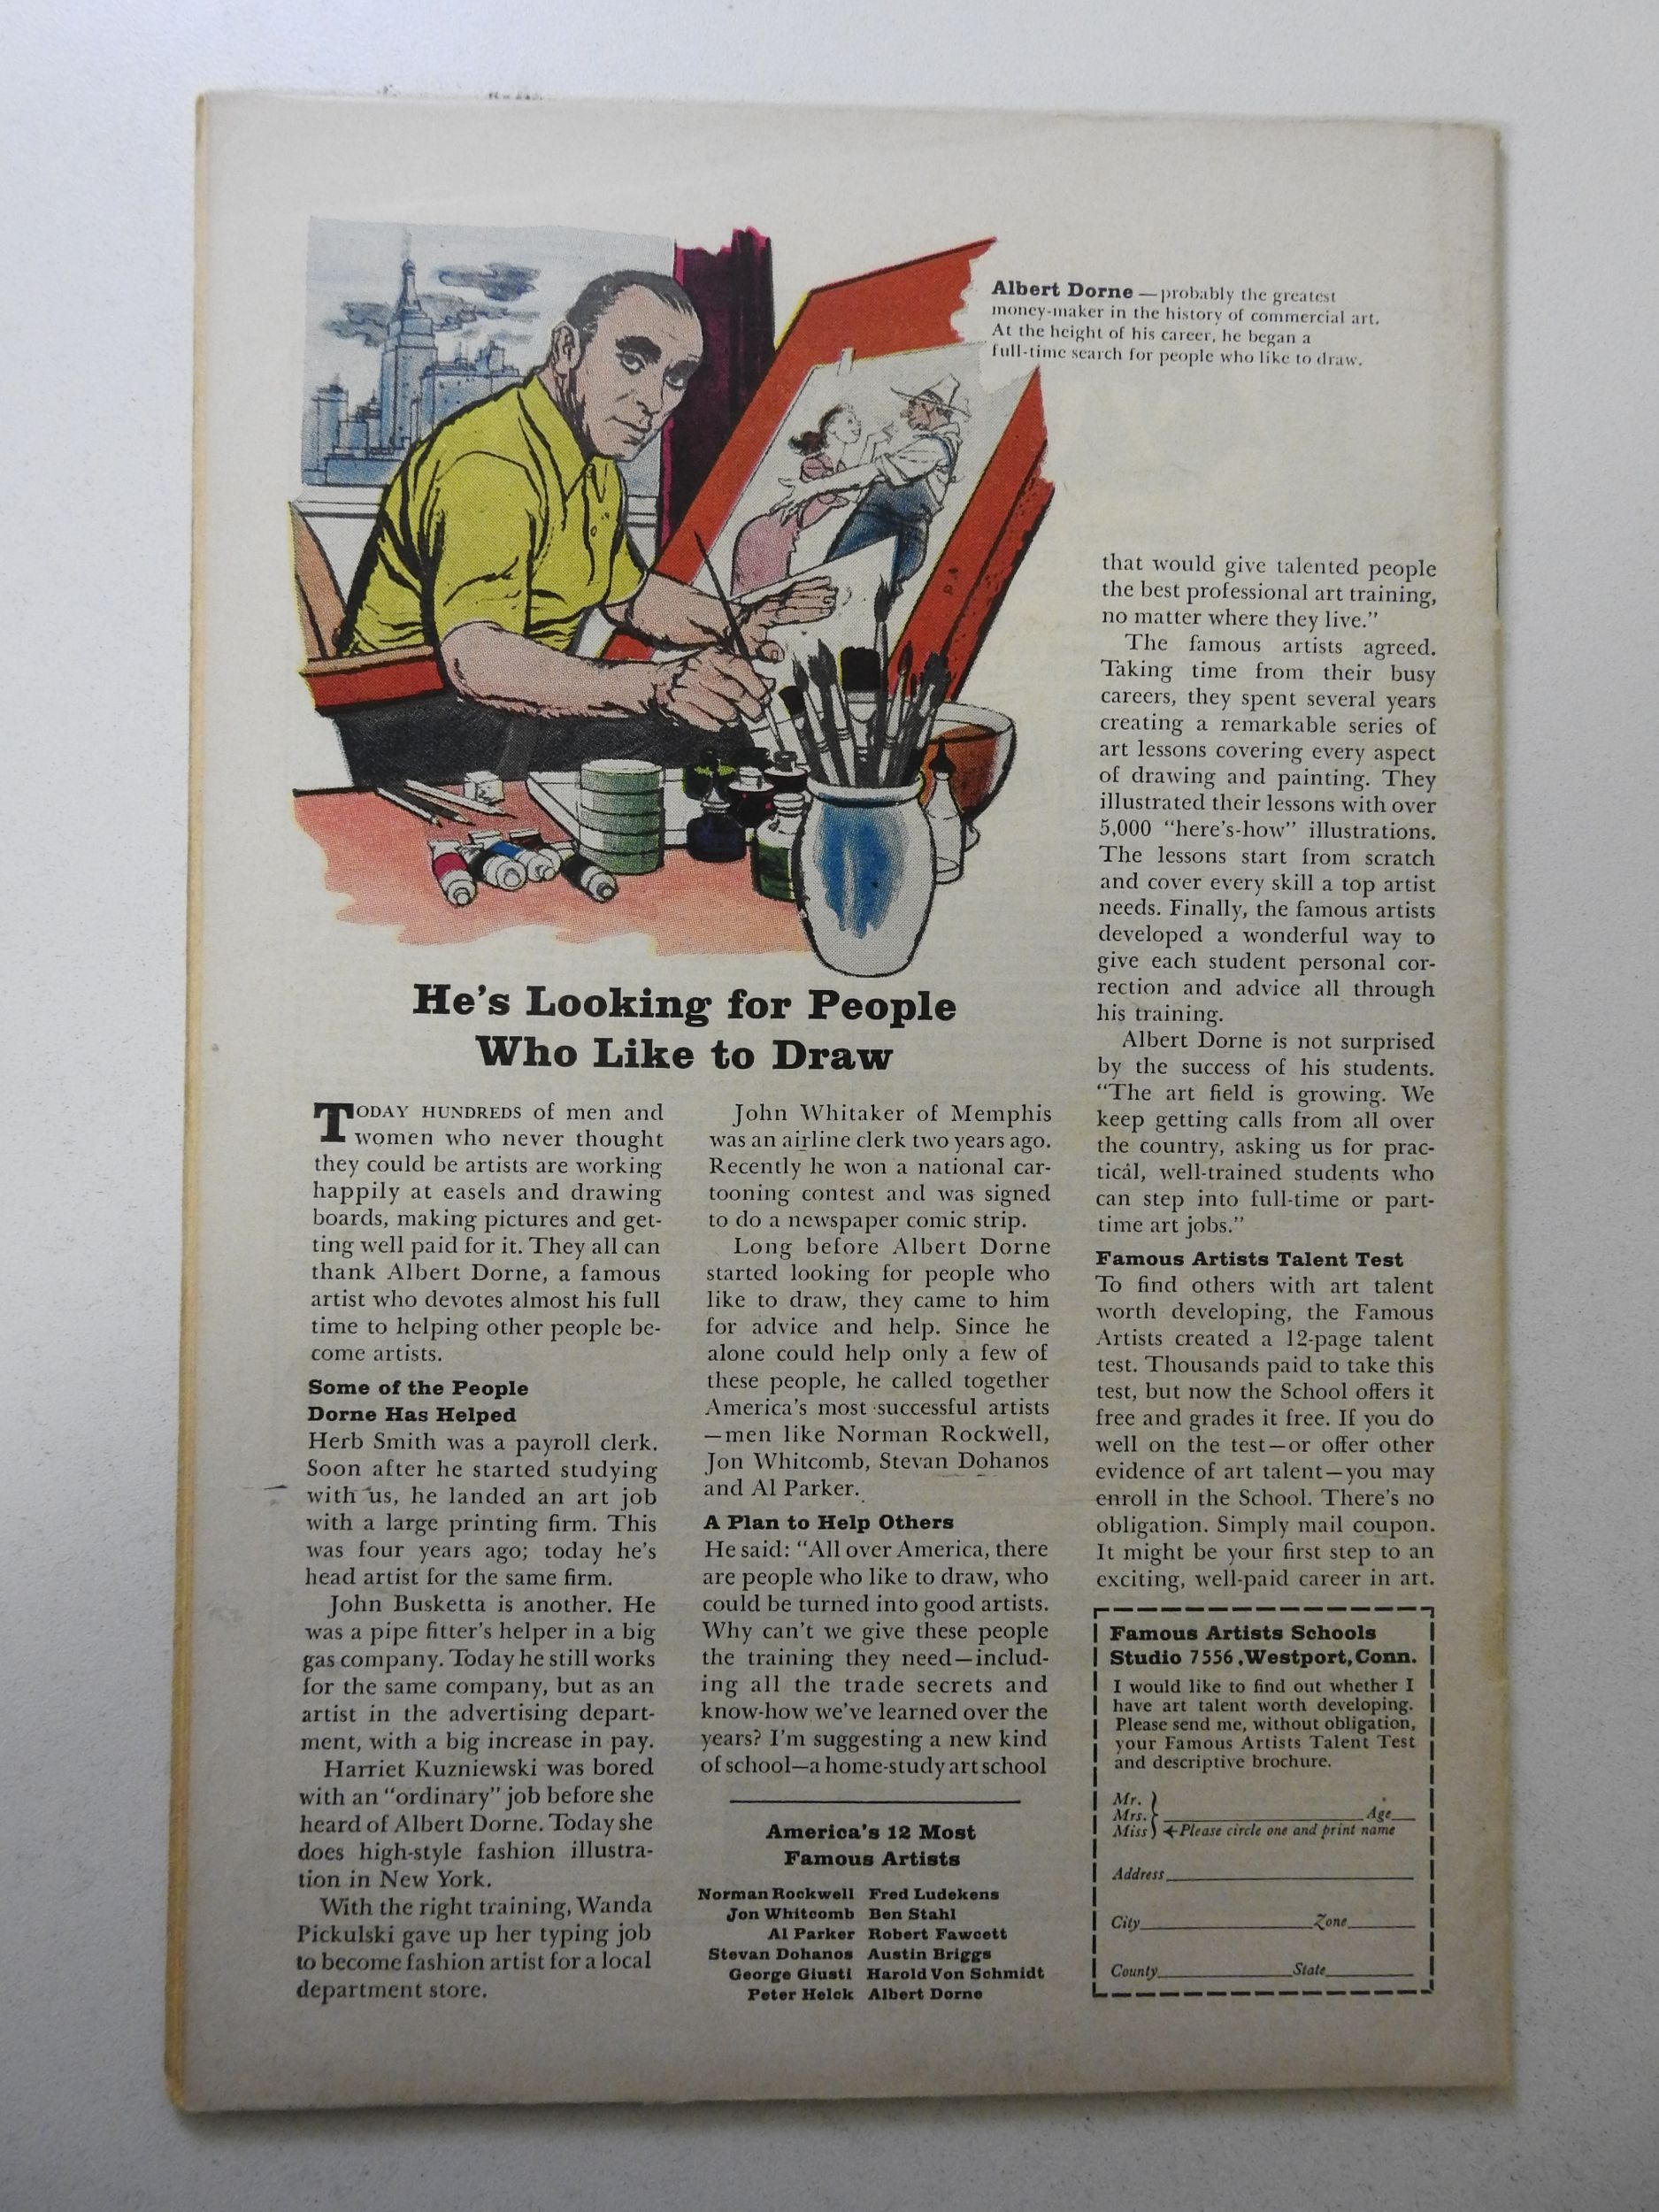 Albert Dorne — probably the greatest
money-maker in the history of commercial art.
At the height of his career, he began a
full-time search for people who like to draw.
He's Looking for People
Who Like to Draw
TODAY HUNDREDS of men and
women who never thought
they could be artists are working
happily at easels and drawing
boards, making pictures and get-
ting well paid for it. They all can
thank Albert Dorne, a famous
artist who devotes almost his full
time to helping other people be-
come artists.
Some of the People
Dorne Has Helped
Herb Smith was a payroll clerk.
Soon after he started studying
with us, he landed an art job
with a large printing firm. This
was four years ago; today he's
head artist for the same firm.
John Busketta is another. He
was a pipe fitter's helper in a big
gas company. Today he still works
for the same company, but as an
artist in the advertising depart-
ment, with a big increase in pay.
Harriet Kuzniewski was bored
with an "ordinary" job before she
heard of Albert Dorne. Today she
does high-style fashion illustra-
tion in New York.
With the right training, Wanda
Pickulski gave up her typing job
to become fashion artist for a local
department store.
John Whitaker of Memphis
was an airline clerk two years ago.
Recently he won a national car-
tooning contest and was signed
to do a newspaper comic strip.
Long before Albert Dorne
started looking for people who
like to draw, they came to him
for advice and help. Since he
alone could help only a few of
these people, he called together
America's most successful artists
—men like Norman Rockwell,
Jon Whitcomb, Stevan Dohanos
and Al Parker.
A Plan to Help Others
He said: "All over America, there
are people who like to draw, who
could be turned into good artists.
Why can't we give these people
the training they need—includ-
ing all the trade secrets and
know-how we've learned over the
years? I'm suggesting a new kind
of school—a home-study art school
America's 12 Most
Famous Artists
Norman Rockwell Fred Ludekens
Jon Whitcomb Ben Stahl
Al Parker Robert Fawcett
Stevan Dohanos Austin Briggs
George Giusti Harold Von Schmidt
Peter Helck Albert Dorne
that would give talented people
the best professional art training,
no matter where they live."
The famous artists agreed.
Taking time from their busy
careers, they spent several years
creating a remarkable series of
art lessons covering every aspect
of drawing and painting. They
illustrated their lessons with over
5,000 "here's-how" illustrations.
The lessons start from scratch
and cover every skill a top artist
needs. Finally, the famous artists
developed a wonderful way to
give each student personal cor-
rection and advice all through
his training.
Albert Dorne is not surprised
by the success of his students.
"The art field is growing. We
keep getting calls from all over
the country, asking us for prac-
tical, well-trained students who
can step into full-time or part-
time art jobs."
Famous Artists Talent Test
To find others with art talent
worth developing, the Famous
Artists created a 12-page talent
test. Thousands paid to take this
test, but now the School offers it
free and grades it free. If you do
well on the test—or offer other
evidence of art talent—you may
enroll in the School. There's no
obligation. Simply mail coupon.
It might be your first step to an
exciting, well-paid career in art.
Famous Artists Schools
Studio 7556, Westport, Conn.
I would like to find out whether I
have art talent worth developing.
Please send me, without obligation,
your Famous Artists Talent Test
and descriptive brochure.
Mr.
Mrs. Age
Miss Please circle one and print name
Address
City Zone
County State